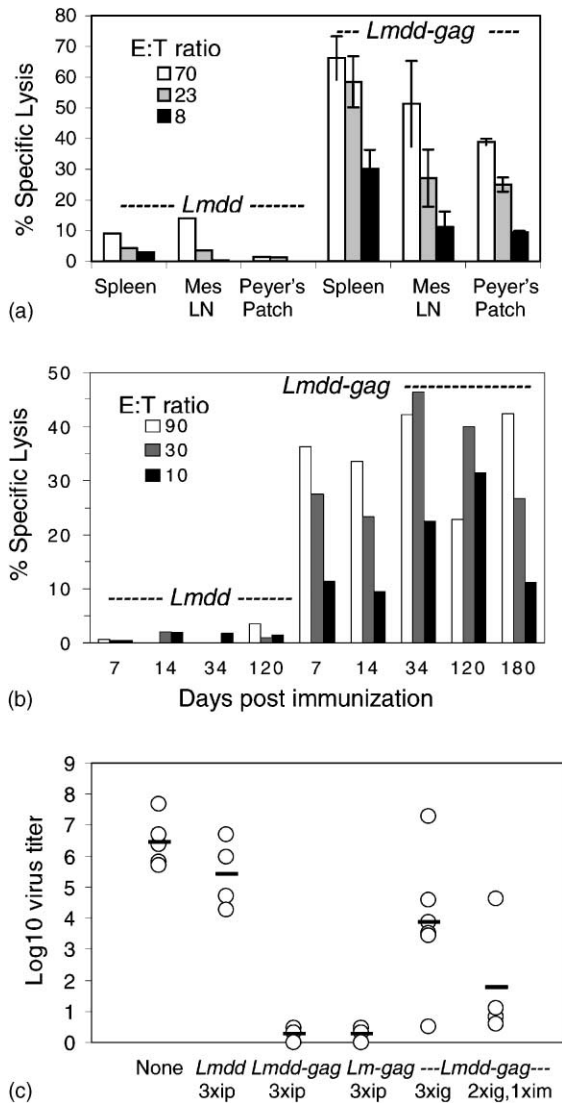 80
70
60
50
40
30
20
10
0
% Specific Lysis
E:T ratio
70
23
8
---------- Lmdd ----------
-- Lmdd-gag ---
Spleen Mes LN Peyer's Patch Spleen Mes LN Peyer's Patch
(a)
50
40
30
20
10
0
% Specific Lysis
E:T ratio
90
30
10
---------- Lmdd ----------
Lmdd-gag ----------
7 14 34 120 7 14 34 120 180
Days post immunization
(b)
9
8
7
6
5
4
3
2
1
0
Log10 virus titer
None Lmdd Lmdd-gag Lm-gag ---Lmdd-gag---
3xip 3xip 3xip 3xig 2xig,1xim
(c)